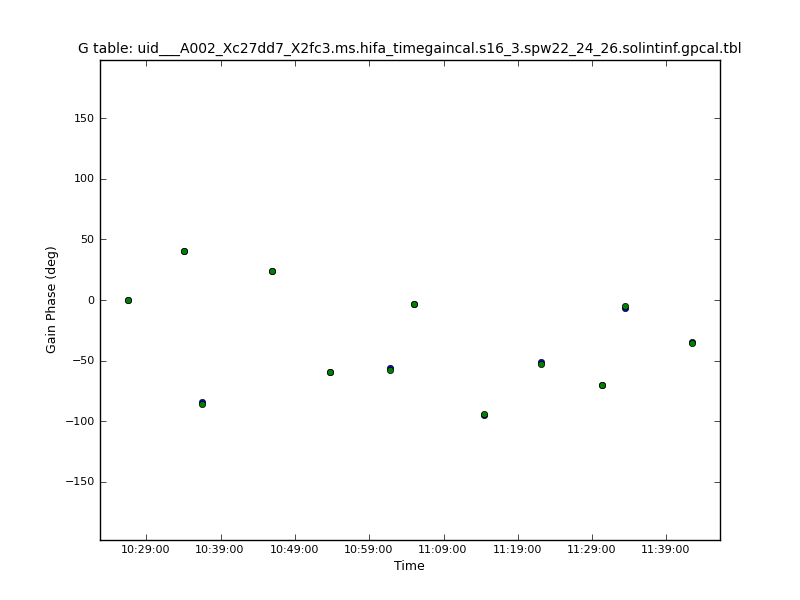 G table: uid___A002_Xc27dd7_X2fc3.ms.hifa_timegaincal.s16_3.spw22_24_26.solintinf.gpcal.tbl
150
100
50
0
−50
−100
−150
Gain Phase (deg)
10:29:00 10:39:00 10:49:00 10:59:00 11:09:00 11:19:00 11:29:00 11:39:00
Time